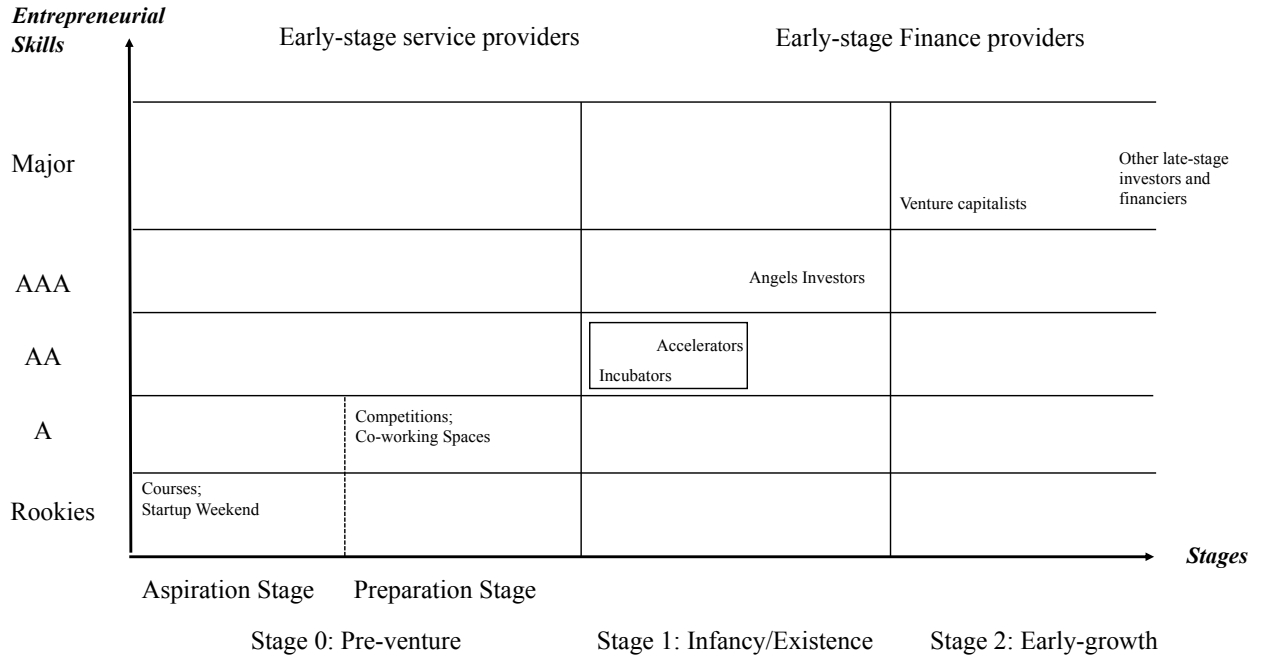 Entrepreneurial
Skills
Early-stage service providers
Early-stage Finance providers
Major
Other late-stage
investors and
financiers
Venture capitalists
AAA
Angels Investors
AA
Accelerators
Incubators
A
Competitions;
Co-working Spaces
Rookies
Courses;
Startup Weekend
Stages
Aspiration Stage
Preparation Stage
Stage 0: Pre-venture
Stage 1: Infancy/Existence
Stage 2: Early-growth